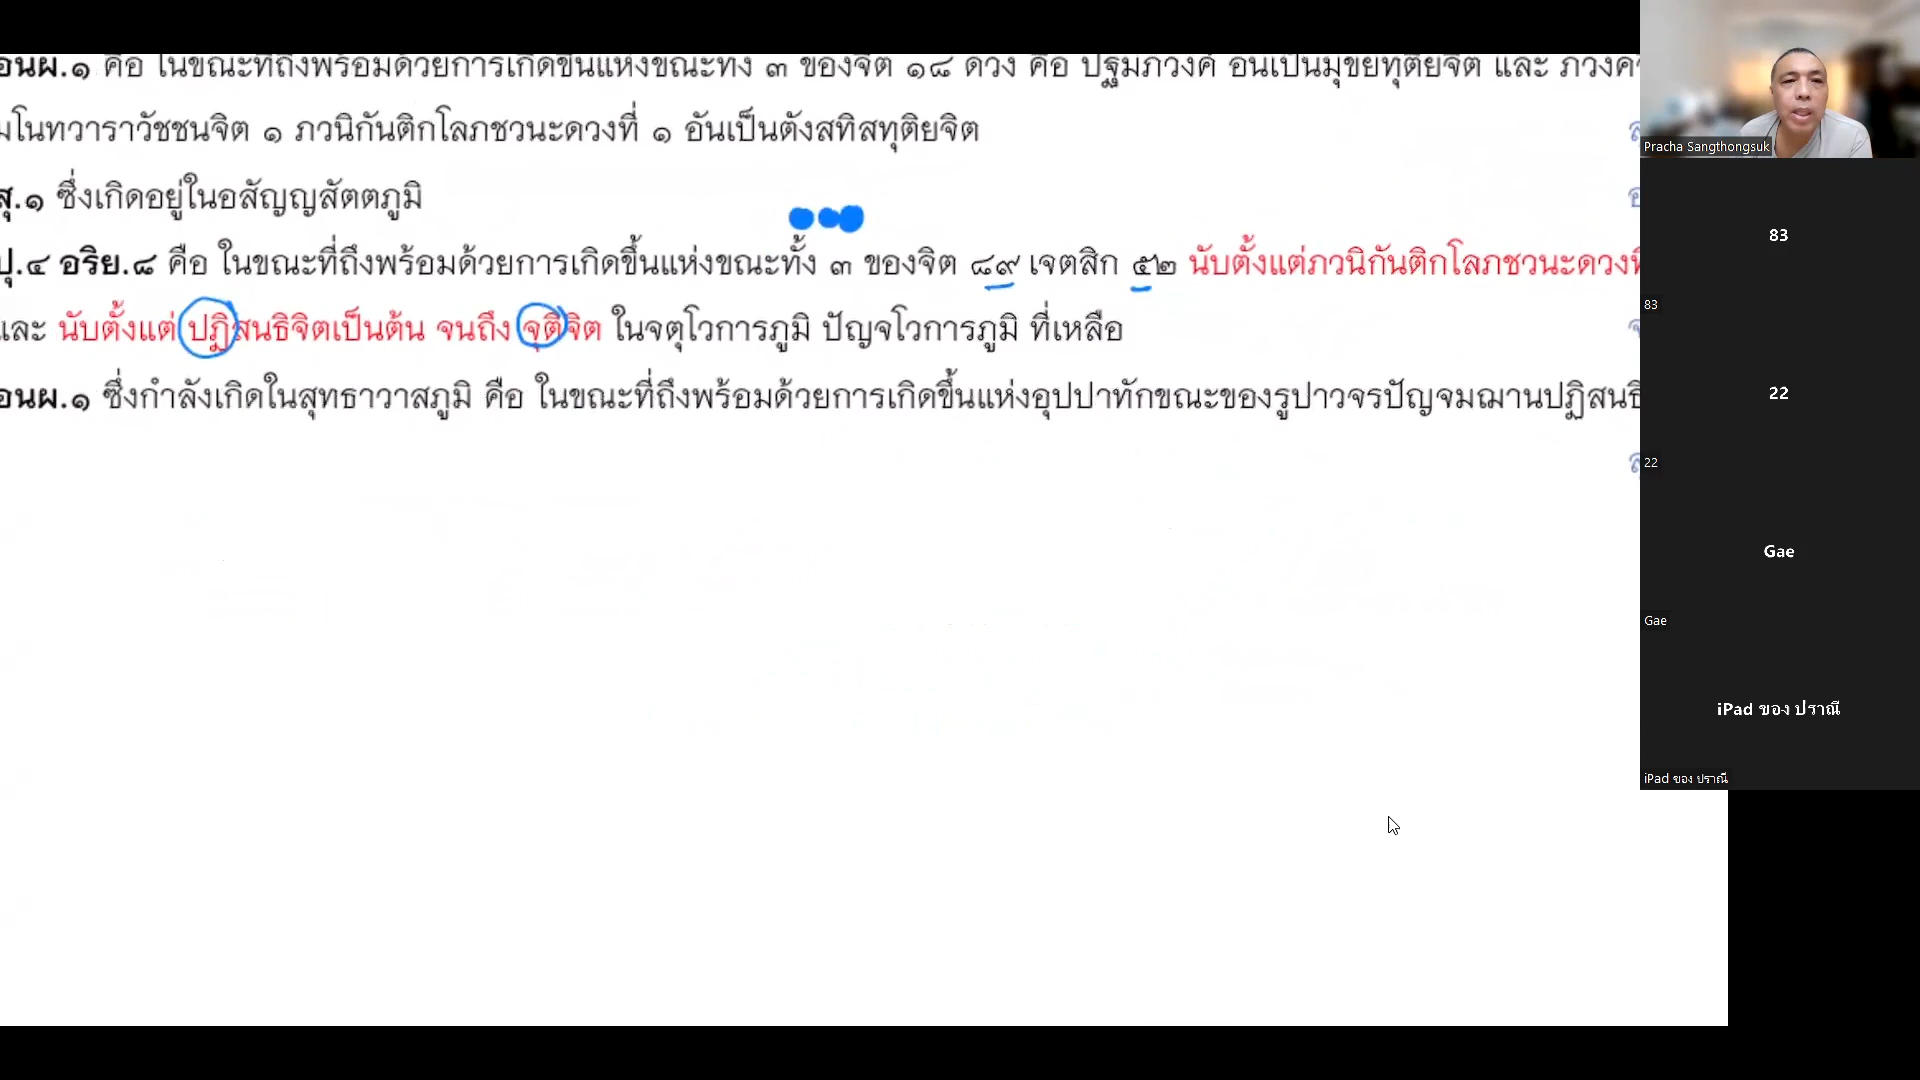 อนผ.๑ คือ ในขณะที่ถึงพร้อมด้วยการเกิดขึ้นแห่งขณะทั้ง ๓ ของจิต ๑๘ ดวง คือ ปฐมภวังค์ อันเป็นมุขยทุติยจิต และ
มโนทวาราวัชชนจิต ๑ ภวนิกันติกโลภชวนะดวงที่ ๑ อันเป็นตังสทิสทุติยจิต
สุ.๑ ซึ่งเกิดอยู่ในอสัญญสัตตภูมิ
ปุ.๔ อริย.๘ คือ ในขณะที่ถึงพร้อมด้วยการเกิดขึ้นแห่งขณะทั้ง ๓ ของจิต ๘๙ เจตสิก ๕๒ นับตั้งแต่ภวนิกันติกโลภชวนะดวงที่
และ นับตั้งแต่ ปฏิสนธิจิตเป็นต้น จนถึง จุติจิต ในจตุโวการภูมิ ปัญจโวการภูมิ ที่เหลือ
อนผ.๑ ซึ่งกำลังเกิดในสุทธาวาสภูมิ คือ ในขณะที่ถึงพร้อมด้วยการเกิดขึ้นแห่งอุปปาทักขณะของรูปาวจรปัญจมฌานปฏิสนธิ
Pracha Sangthongsuk
83
83
22
22
Gae
Gae
iPad ของ ปราณี
iPad ของ ปราณี